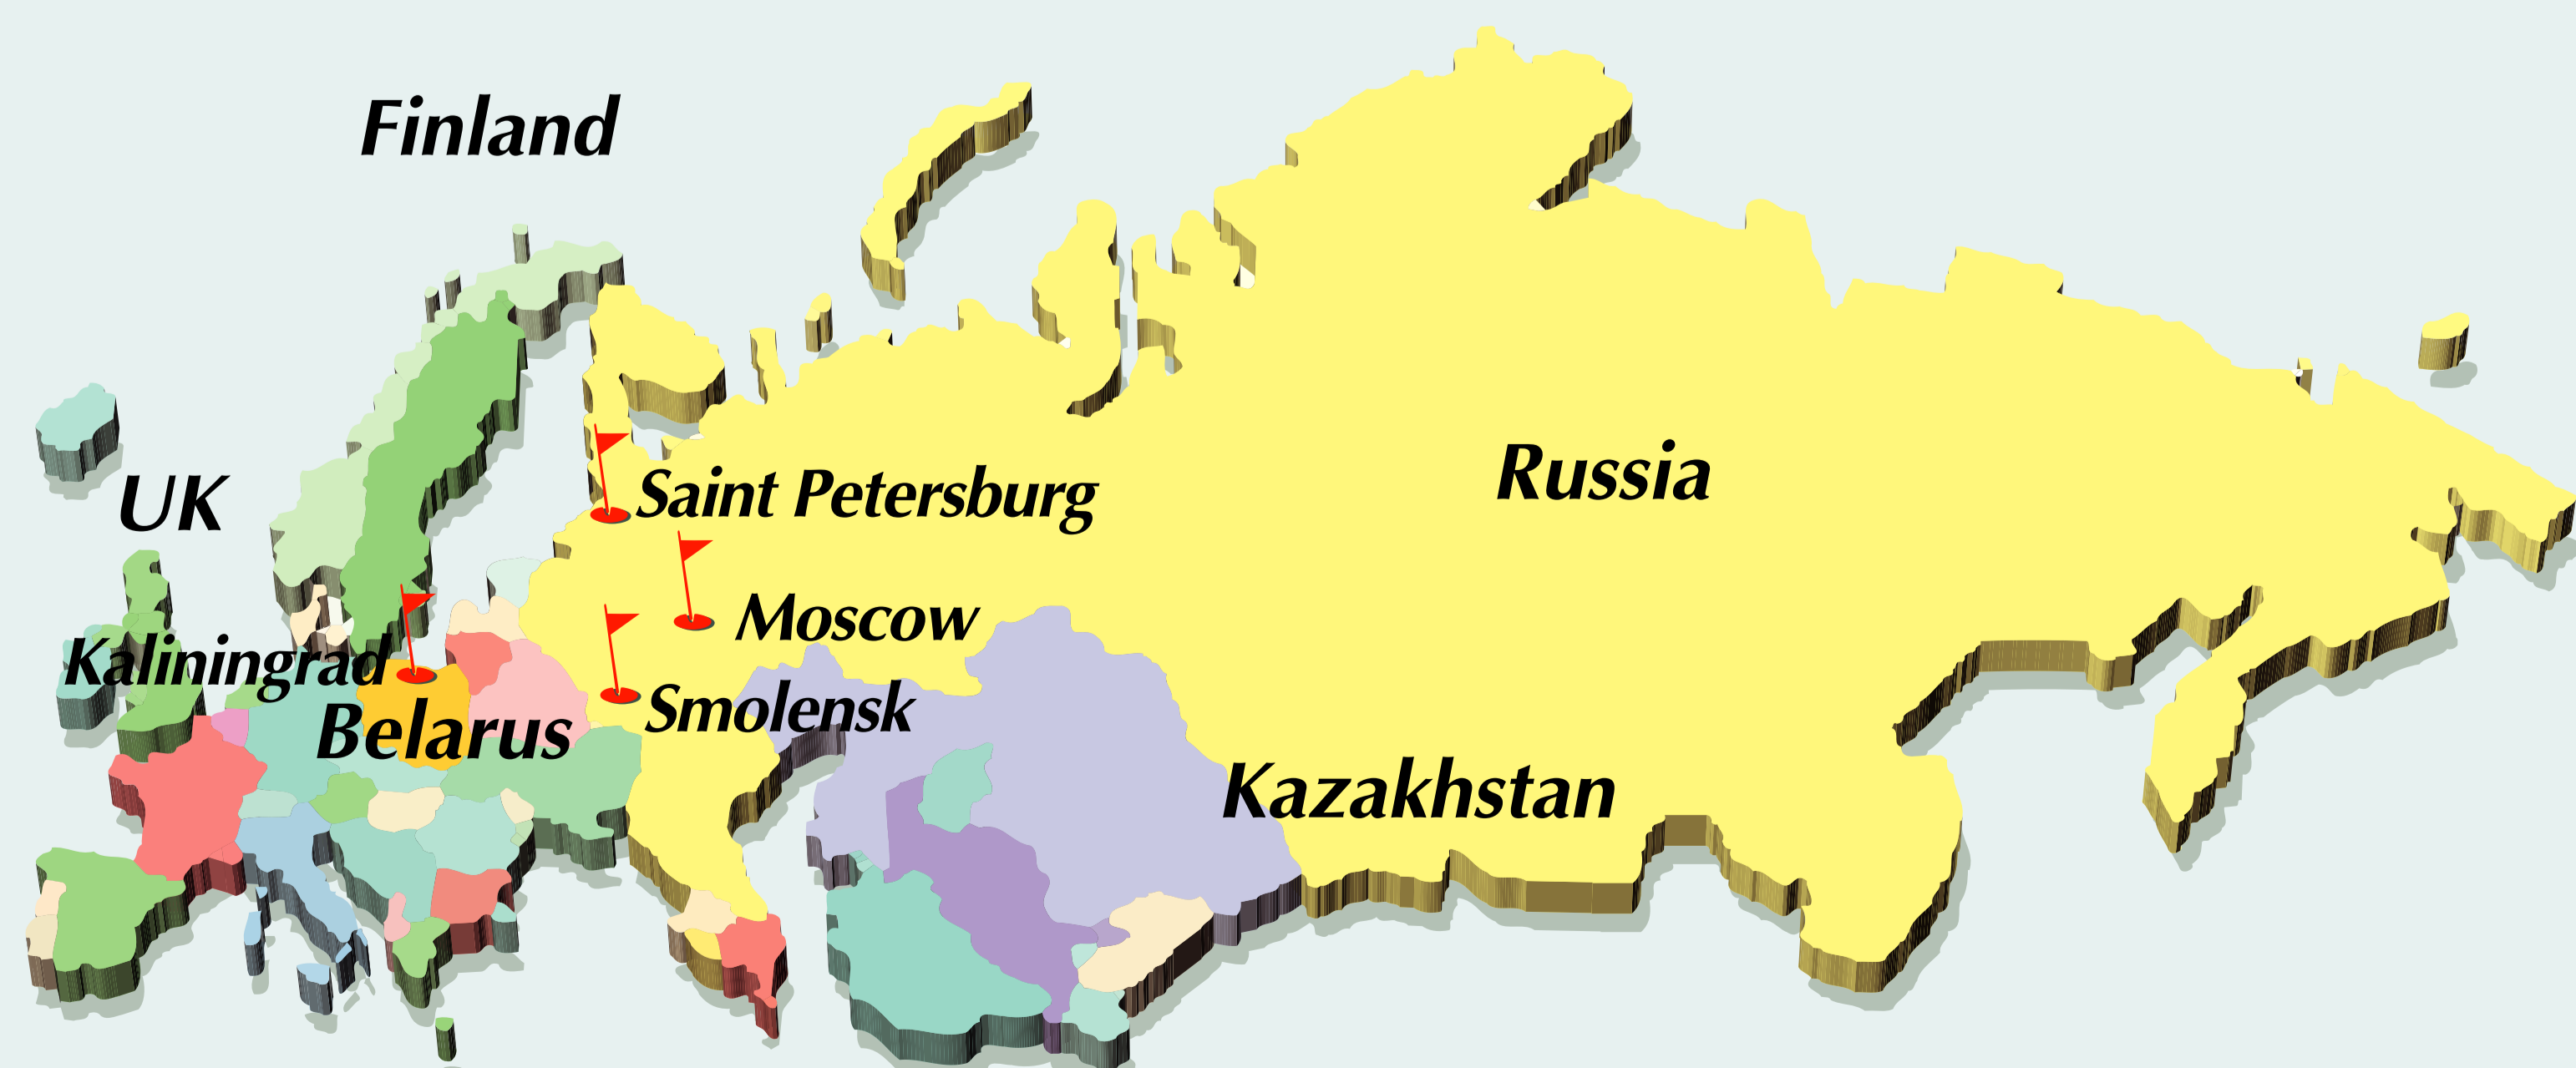 Finland
UK
Saint Petersburg
Russia
Moscow
Kaliningrad
Smolensk
Belarus
Kazakhstan